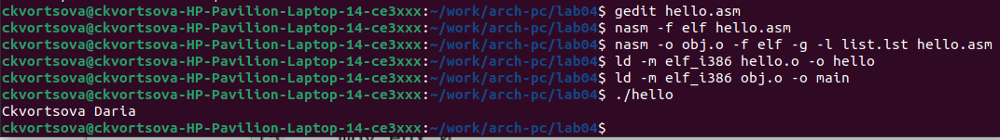 ckvortsova@ckvortsova-HP-Pavilion-Laptop-14-ce3xxx:~/work/arch-pc/lab04$ gedit hello.asm
ckvortsova@ckvortsova-HP-Pavilion-Laptop-14-ce3xxx:~/work/arch-pc/lab04$ nasm -f elf hello.asm
ckvortsova@ckvortsova-HP-Pavilion-Laptop-14-ce3xxx:~/work/arch-pc/lab04$ nasm -o obj.o -f elf -g -l list.lst hello.asm
ckvortsova@ckvortsova-HP-Pavilion-Laptop-14-ce3xxx:~/work/arch-pc/lab04$ ld -m elf_i386 hello.o -o hello
ckvortsova@ckvortsova-HP-Pavilion-Laptop-14-ce3xxx:~/work/arch-pc/lab04$ ld -m elf_i386 obj.o -o main
ckvortsova@ckvortsova-HP-Pavilion-Laptop-14-ce3xxx:~/work/arch-pc/lab04$ ./hello
Ckvortsova Daria
ckvortsova@ckvortsova-HP-Pavilion-Laptop-14-ce3xxx:~/work/arch-pc/lab04$